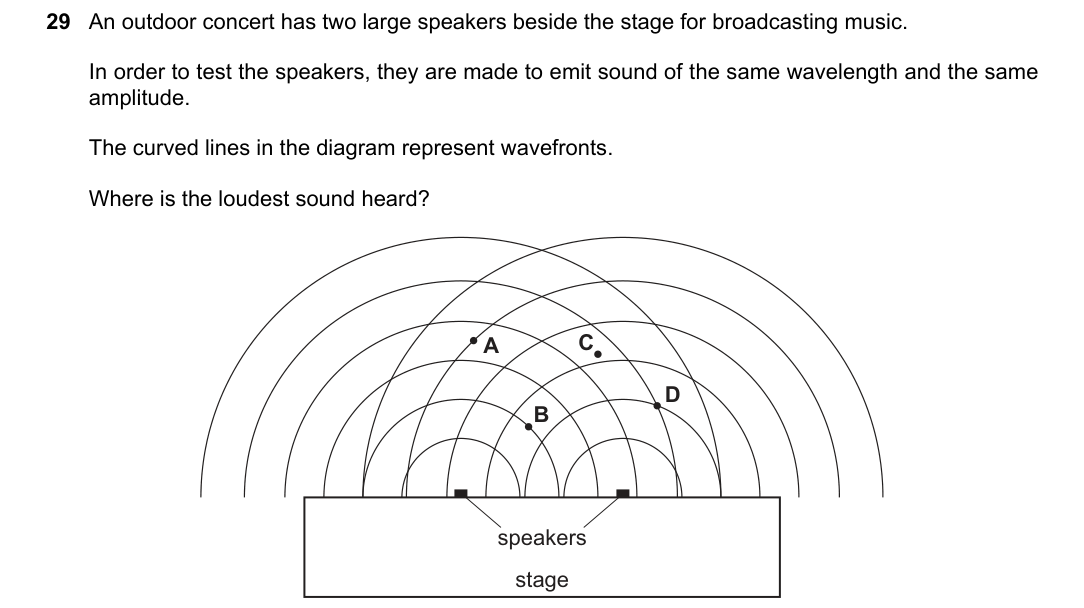 29 An outdoor concert has two large speakers beside the stage for broadcasting music.
In order to test the speakers, they are made to emit sound of the same wavelength and the same
amplitude.
The curved lines in the diagram represent wavefronts.
Where is the loudest sound heard?
A
C
D
B
speakers
stage